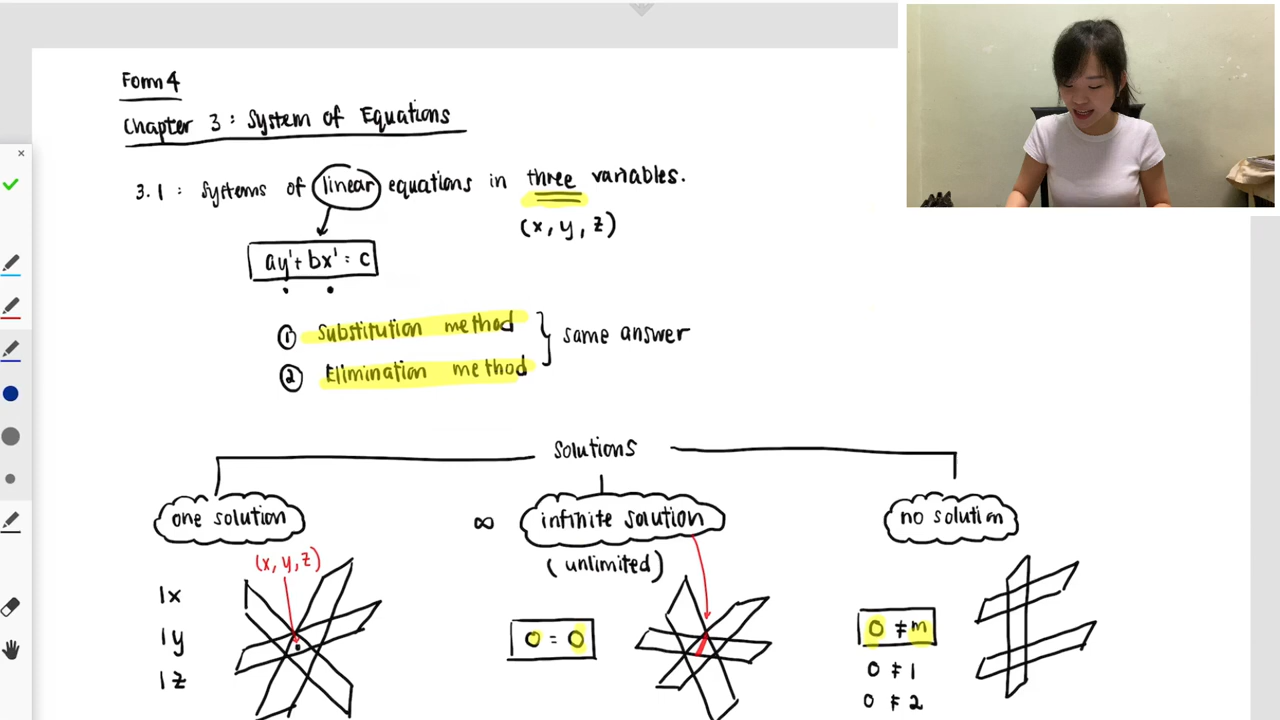 Form 4
Chapter 3 : System of Equations
3.1 : Systems of linear equations in three variables.
(x, y, z)
ay¹ + bx¹ = c
① Substitution method
② Elimination method
} same answer
Solutions
one solution
∞ infinite solution
no solution
(x, y, z)
(unlimited)
1x
1y
1z
0 = 0
0 ≠ m
0 ≠ 1
0 ≠ 2